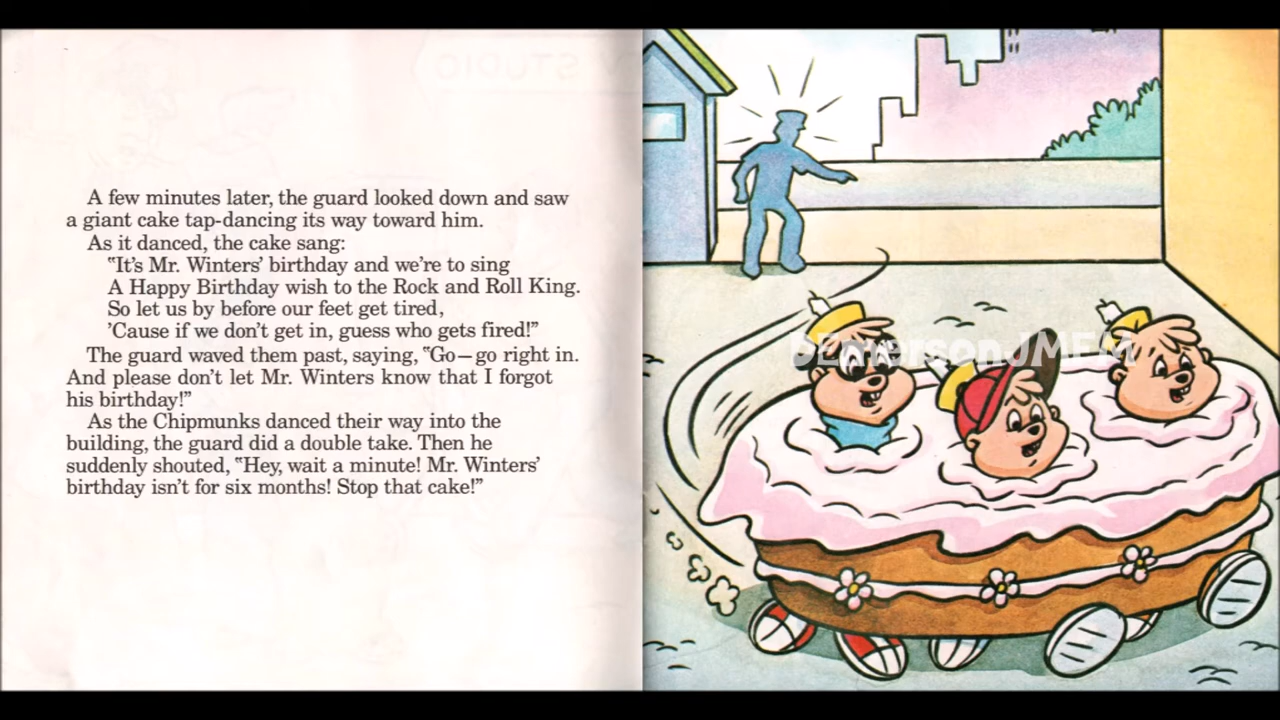 A few minutes later, the guard looked down and saw
a giant cake tap-dancing its way toward him.
As it danced, the cake sang:
"It's Mr. Winters' birthday and we're to sing
A Happy Birthday wish to the Rock and Roll King.
So let us by before our feet get tired,
'Cause if we don't get in, guess who gets fired!"
The guard waved them past, saying, "Go—go right in.
And please don't let Mr. Winters know that I forgot
his birthday!"
As the Chipmunks danced their way into the
building, the guard did a double take. Then he
suddenly shouted, "Hey, wait a minute! Mr. Winters'
birthday isn't for six months! Stop that cake!"